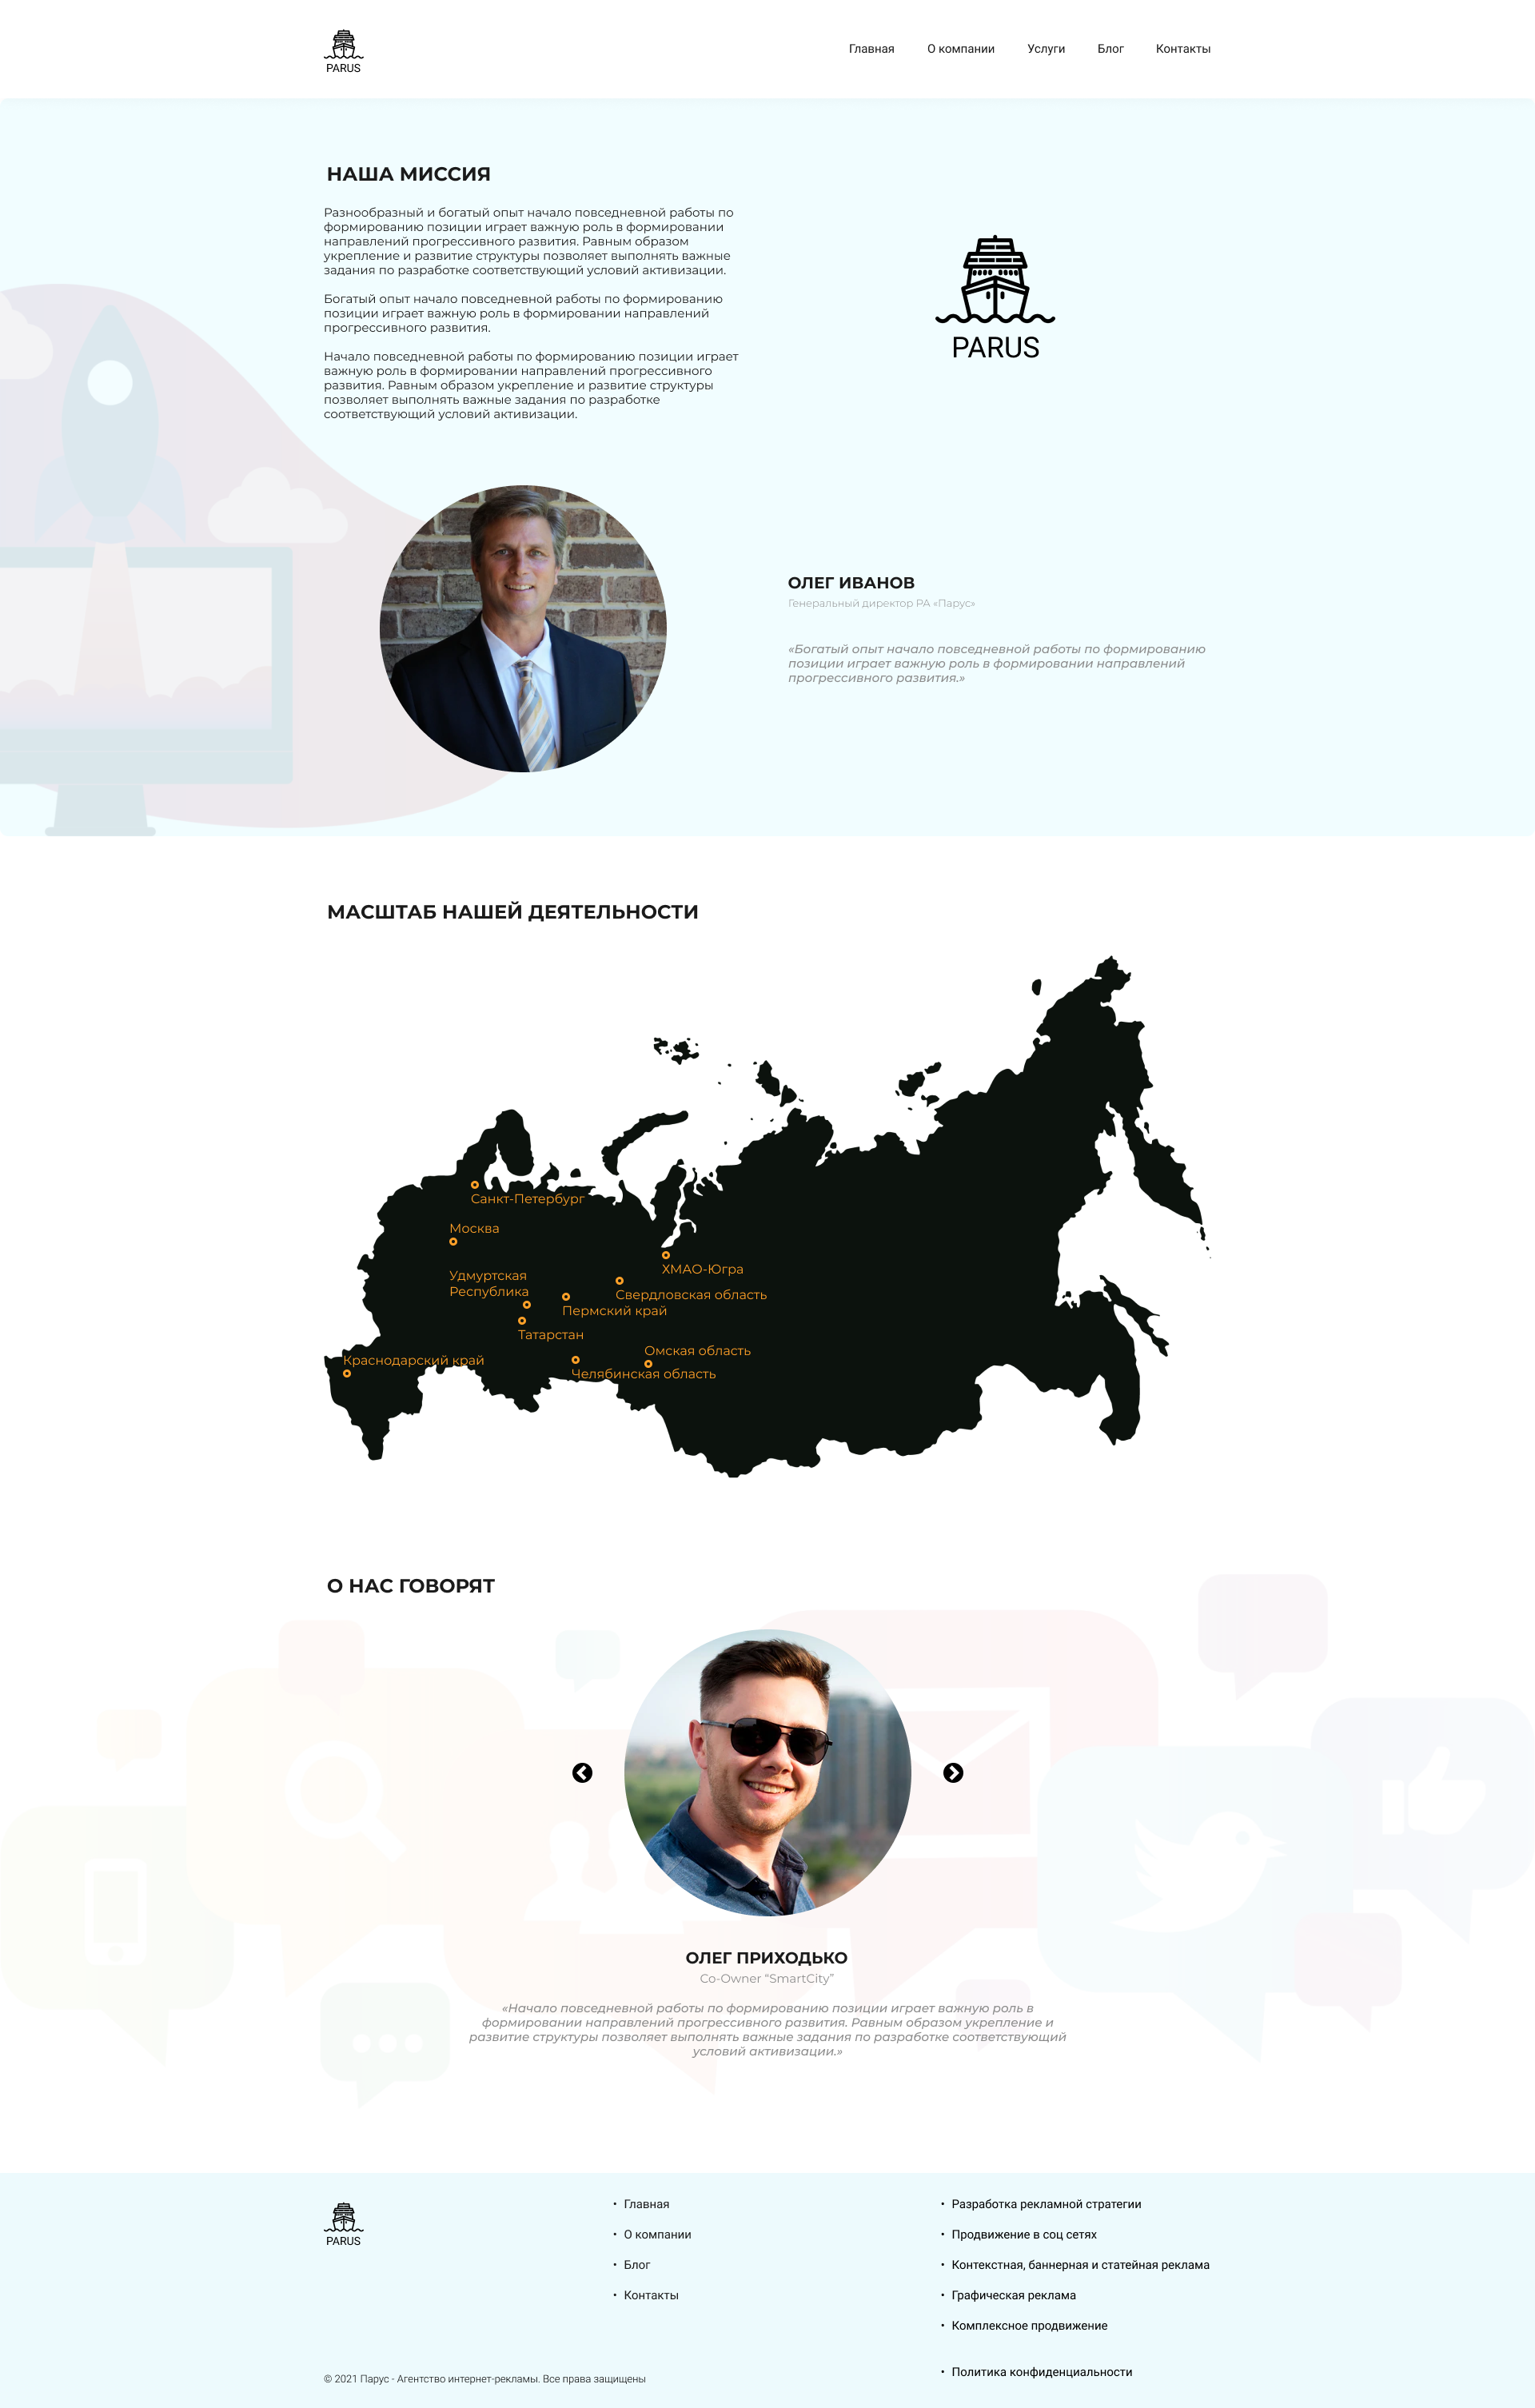 PARUS
Главная
О компании
Услуги
Блог
Контакты
НАША МИССИЯ
Разнообразный и богатый опыт начало повседневной работы по
формированию позиции играет важную роль в формировании
направлений прогрессивного развития. Равным образом
укрепление и развитие структуры позволяет выполнять важные
задания по разработке соответствующий условий активизации.
Богатый опыт начало повседневной работы по формированию
позиции играет важную роль в формировании направлений
прогрессивного развития.
Начало повседневной работы по формированию позиции играет
важную роль в формировании направлений прогрессивного
развития. Равным образом укрепление и развитие структуры
позволяет выполнять важные задания по разработке
соответствующий условий активизации.
PARUS
ОЛЕГ ИВАНОВ
Генеральный директор РА «Парус»
«Богатый опыт начало повседневной работы по формированию
позиции играет важную роль в формировании направлений
прогрессивного развития.»
МАСШТАБ НАШЕЙ ДЕЯТЕЛЬНОСТИ
Санкт-Петербург
Москва
ХМАО-Югра
Удмуртская
Республика
Свердловская область
Пермский край
Татарстан
Омская область
Краснодарский край
Челябинская область
О НАС ГОВОРЯТ
ОЛЕГ ПРИХОДЬКО
Co-Owner “SmartCity”
«Начало повседневной работы по формированию позиции играет важную роль в
формировании направлений прогрессивного развития. Равным образом укрепление и
развитие структуры позволяет выполнять важные задания по разработке соответствующий
условий активизации.»
PARUS
• Главная
• О компании
• Блог
• Контакты
• Разработка рекламной стратегии
• Продвижение в соц сетях
• Контекстная, баннерная и статейная реклама
• Графическая реклама
• Комплексное продвижение
• Политика конфиденциальности
© 2021 Парус - Агентство интернет-рекламы. Все права защищены